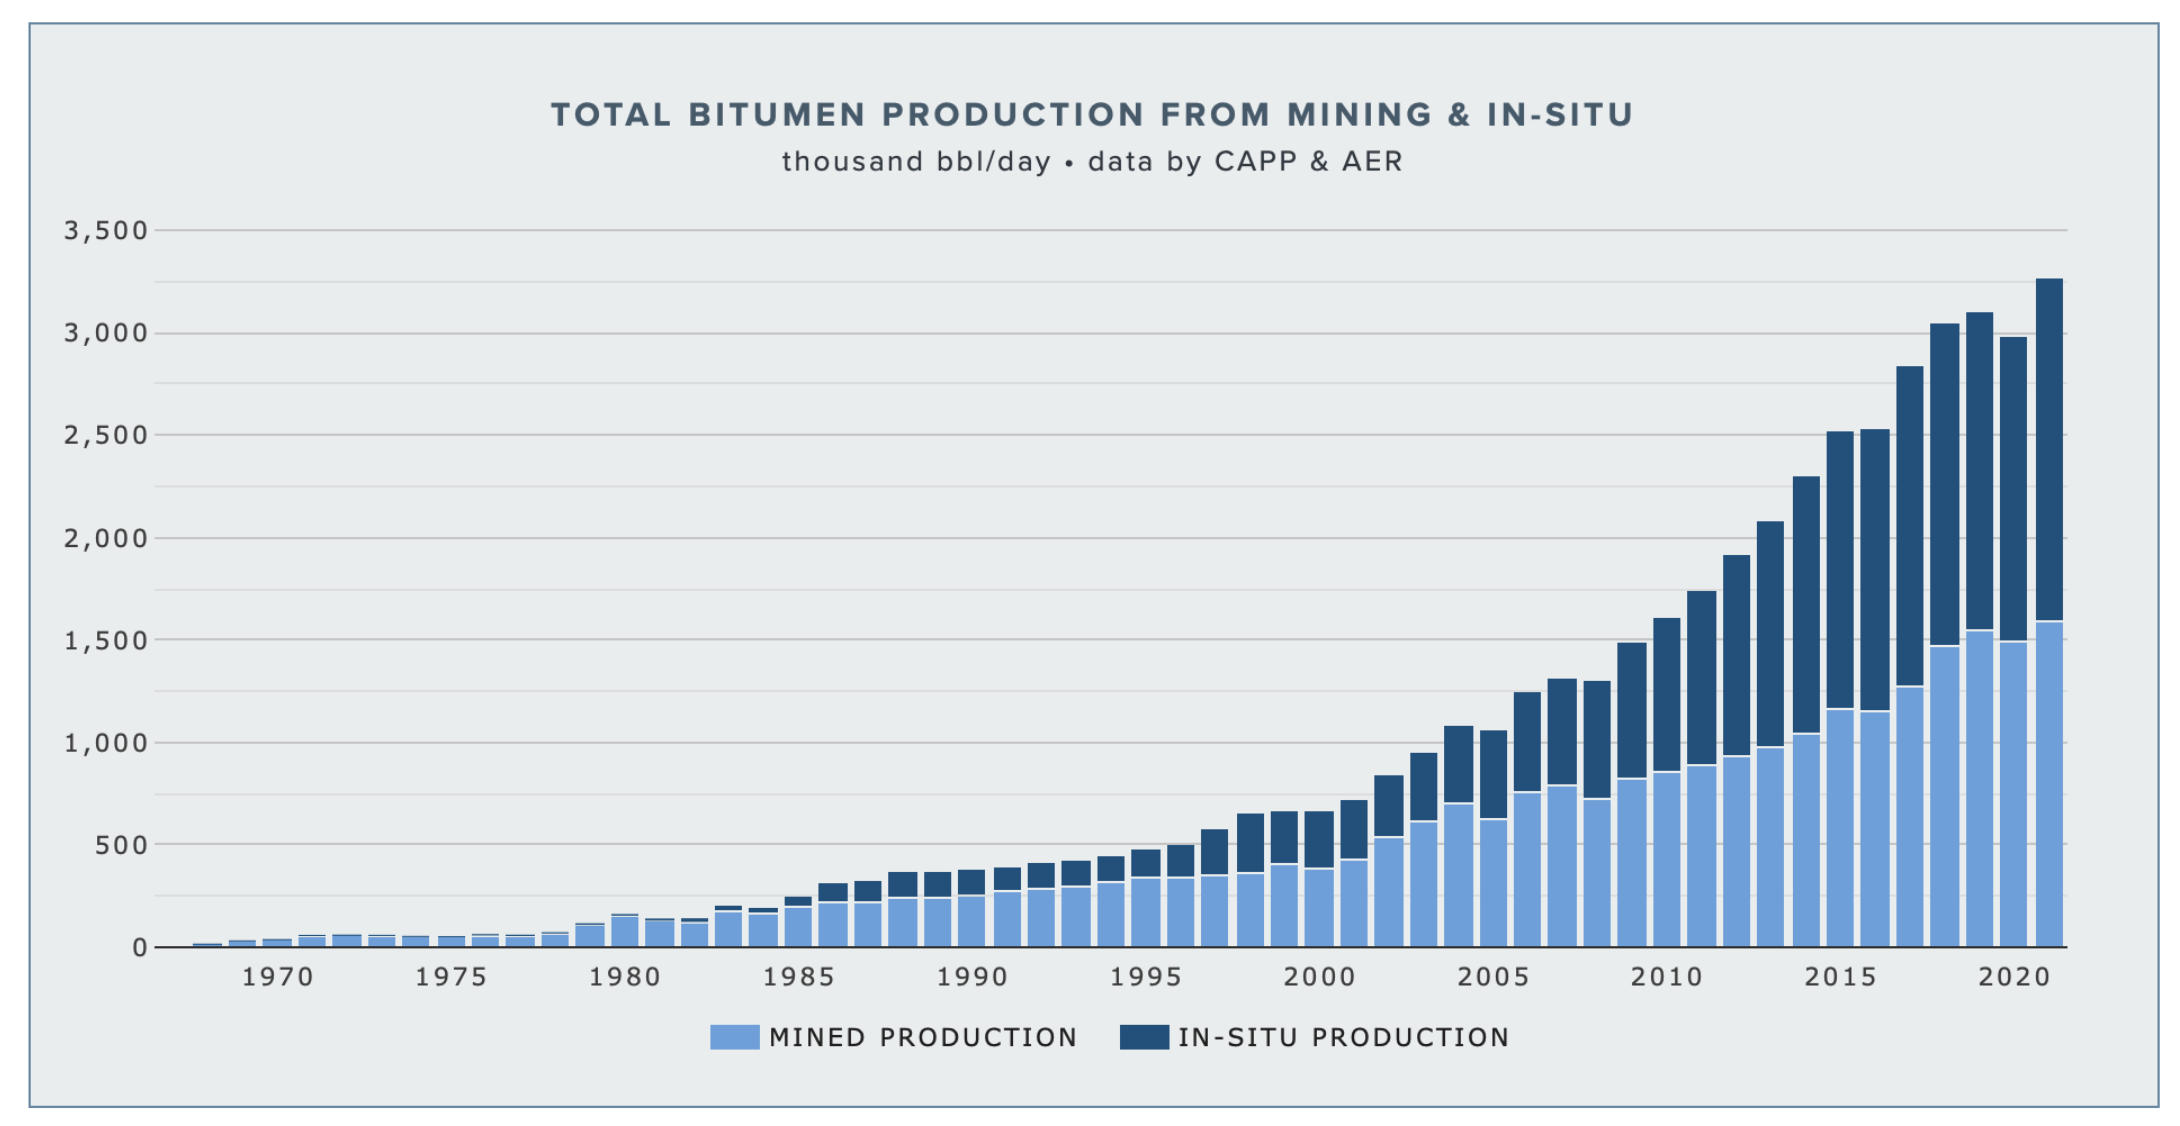 TOTAL BITUMEN PRODUCTION FROM MINING & IN-SITU
thousand bbl/day • data by CAPP & AER
3,500
3,000
2,500
2,000
1,500
1,000
500
0
1970 1975 1980 1985 1990 1995 2000 2005 2010 2015 2020
MINED PRODUCTION IN-SITU PRODUCTION